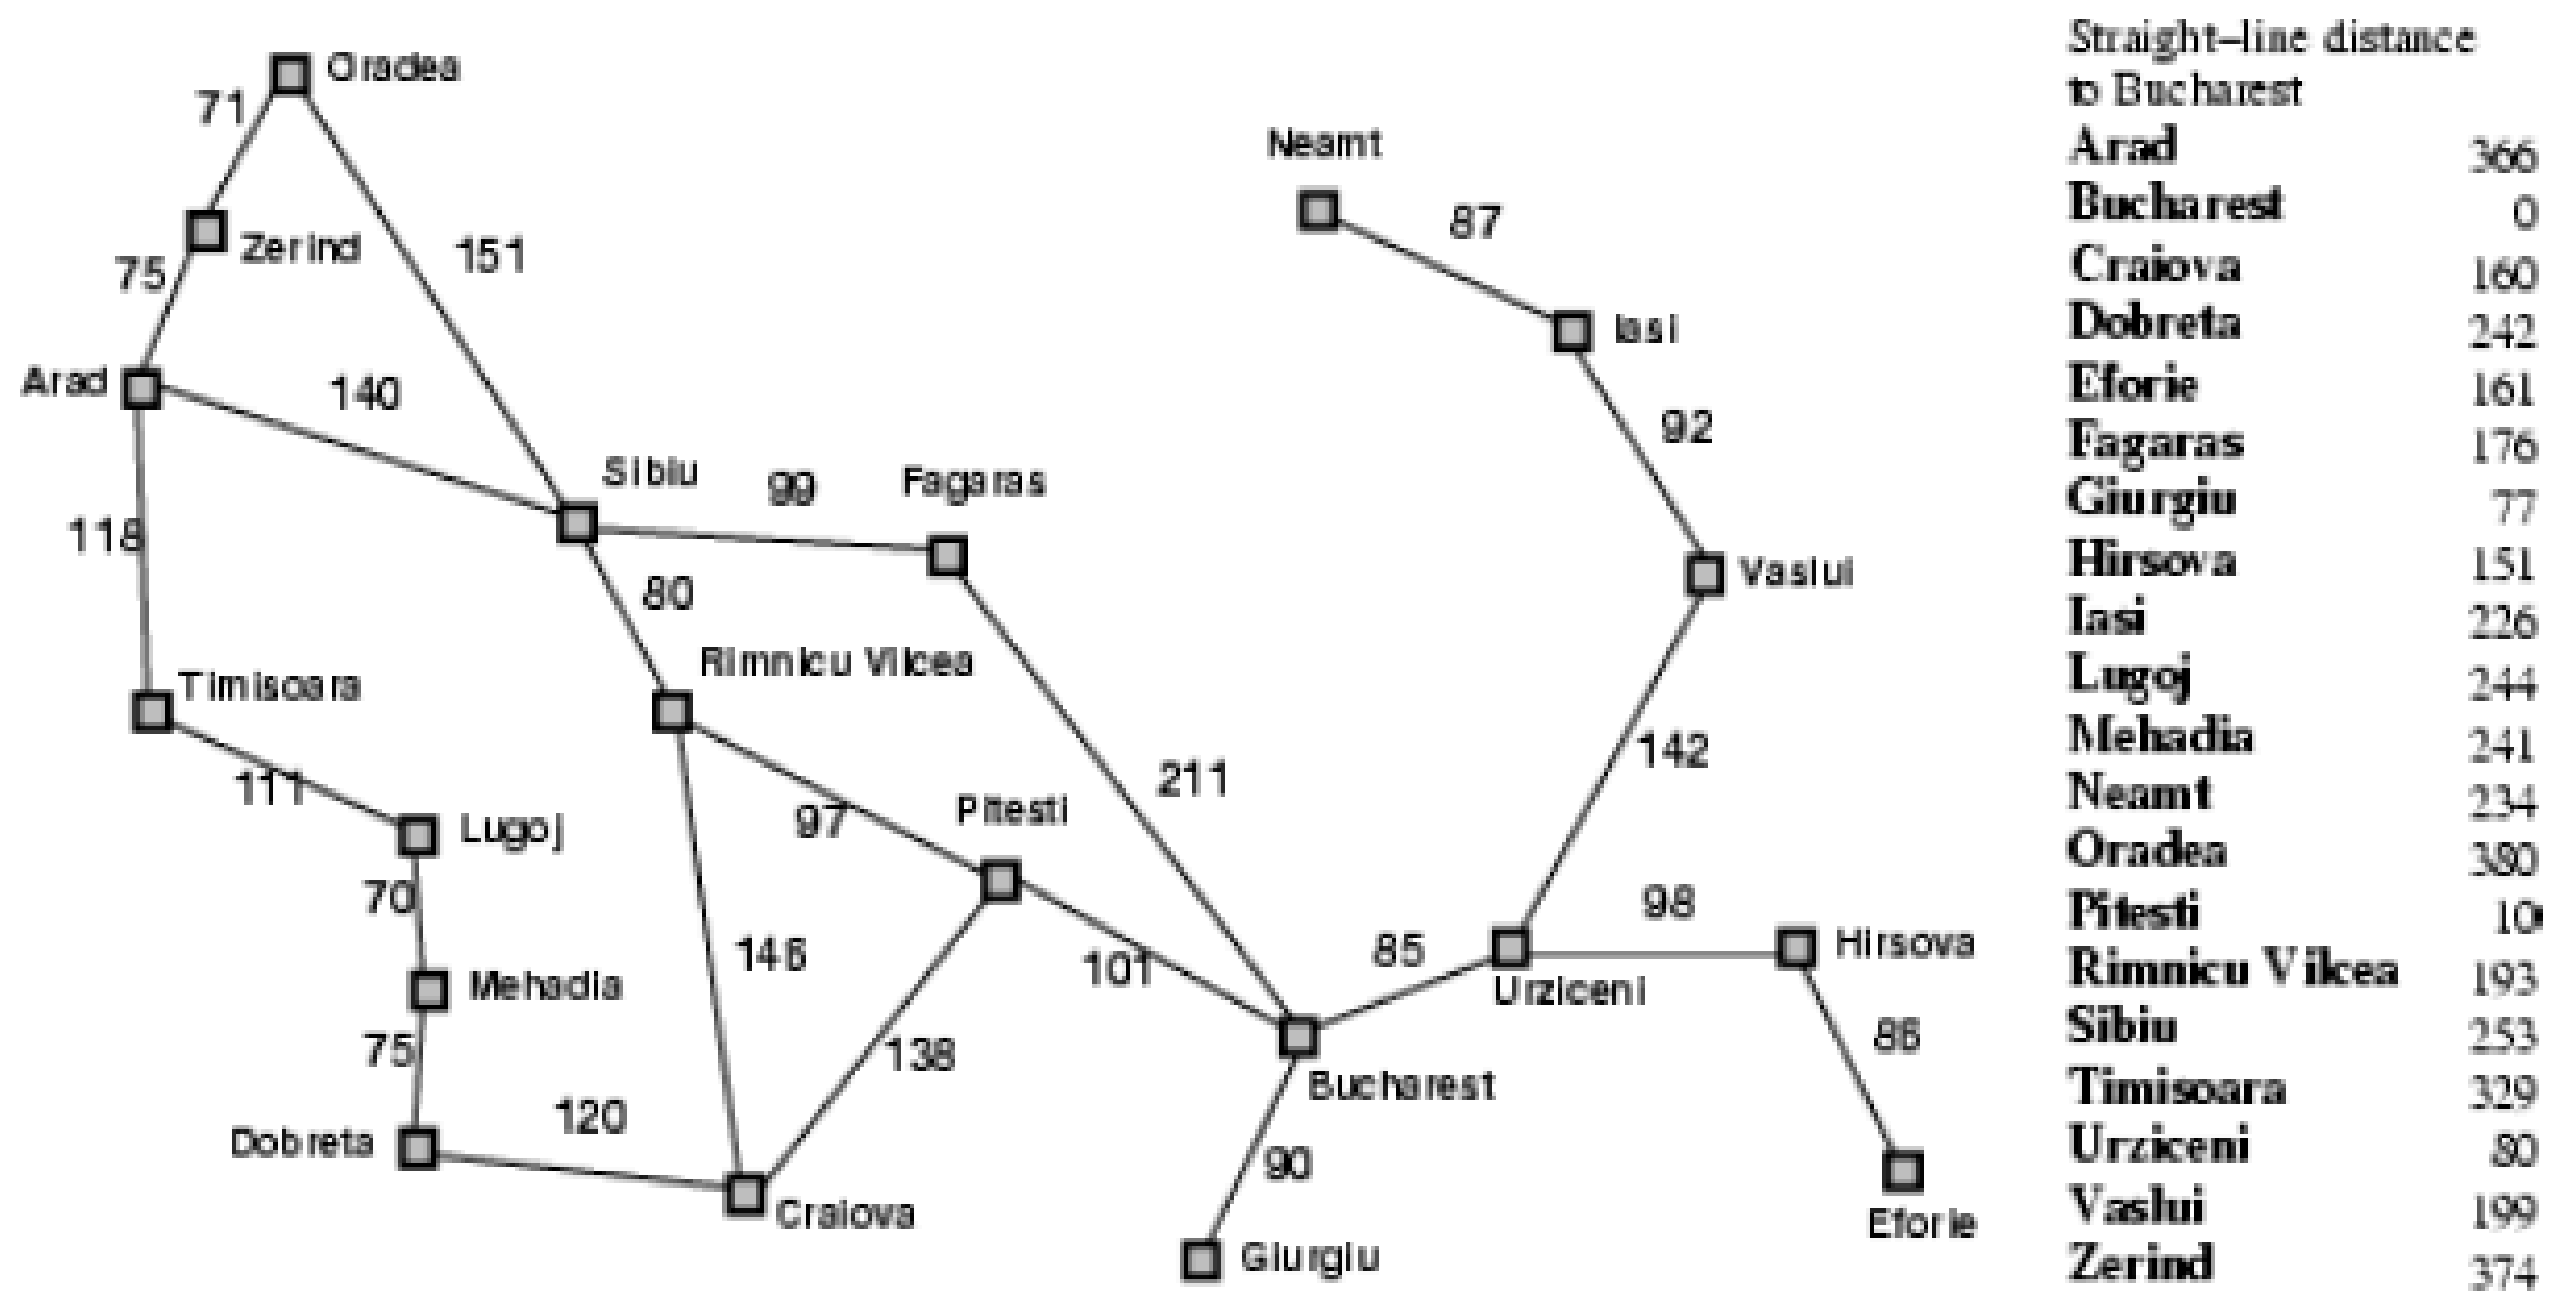 Oradea
71
Neamt
87
Zerind
151
75
Iasi
Arad
140
92
Sibiu
99
Fagaras
118
80
Vaslui
Rimnicu Vilcea
Timisoara
142
211
111
97
Pitesti
Lugoj
70
98
146
85
Hirsova
101
Mehadia
Urziceni
75
138
86
Bucharest
120
Dobreta
90
Craiova
Eforie
Giurgiu
Straight–line distance
to Bucharest
Arad 366
Bucharest 0
Craiova 160
Dobreta 242
Eforie 161
Fagaras 176
Giurgiu 77
Hirsova 151
Iasi 226
Lugoj 244
Mehadia 241
Neamt 234
Oradea 380
Pitesti 10
Rimnicu Vilcea 193
Sibiu 253
Timisoara 329
Urziceni 80
Vaslui 199
Zerind 374